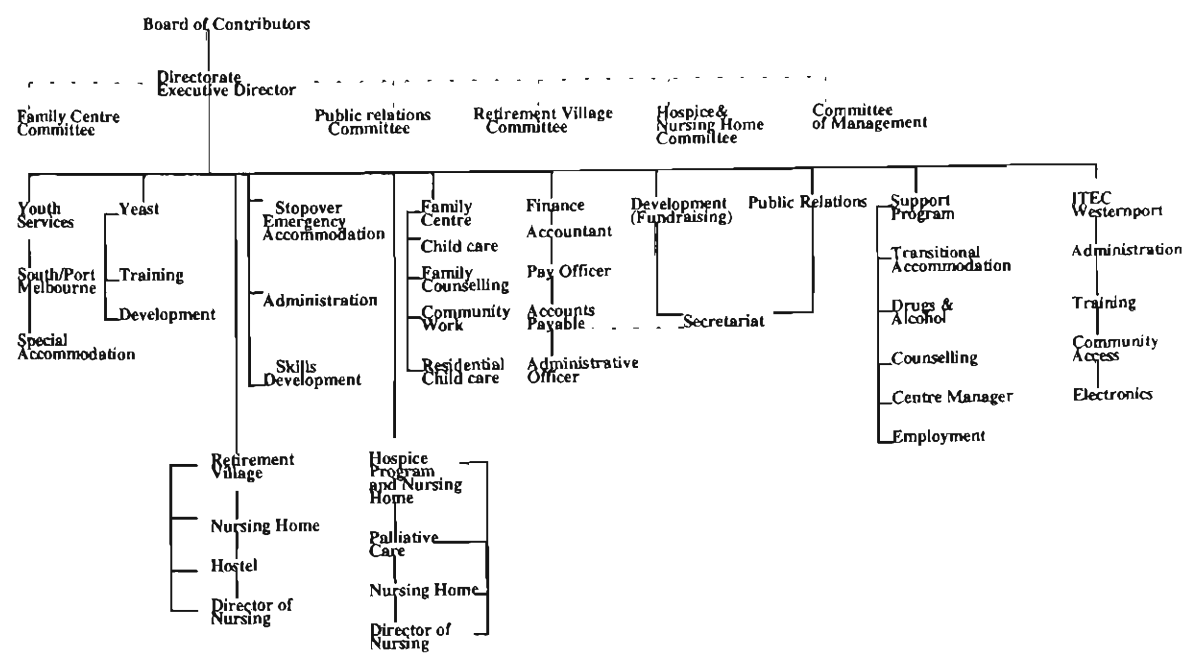 Board of Contributors
Directorate
Executive Director
Family Centre
Committee
Public relations
Committee
Retirement Village
Committee
Hospice&
Nursing Home
Committee
Committee
of Management
Youth
Services
South/Port
Melbourne
Special
Accommodation
Yeast
Training
Development
Stopover
Emergency
Accommodation
Administration
Skills
Development
Family
Centre
Child care
Family
Counselling
Community
Work
Residential
Child care
Finance
Accountant
Pay Officer
Accounts
Payable
Administrative
Officer
Development
(Fundraising)
Public Relations
Secretariat
Support
Program
Transitional
Accommodation
Drugs &
Alcohol
Counselling
Centre Manager
Employment
ITEC
Westernport
Administration
Training
Community
Access
Electronics
Retirement
Village
Nursing Home
Hostel
Director of
Nursing
Hospice
Program
and Nursing
Home
Palliative
Care
Nursing Home
Director of
Nursing